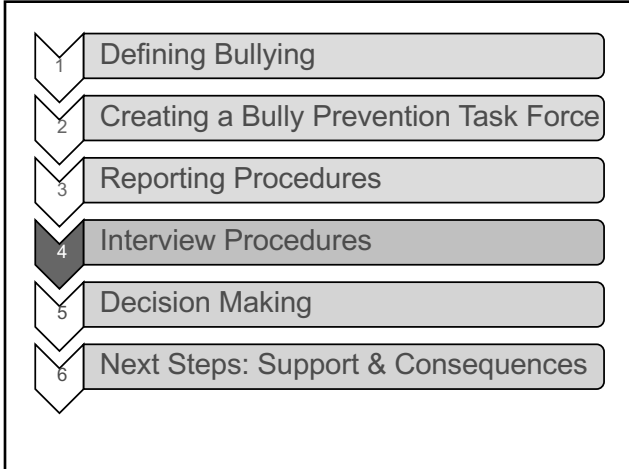 1 Defining Bullying
2 Creating a Bully Prevention Task Force
3 Reporting Procedures
4 Interview Procedures
5 Decision Making
6 Next Steps: Support & Consequences